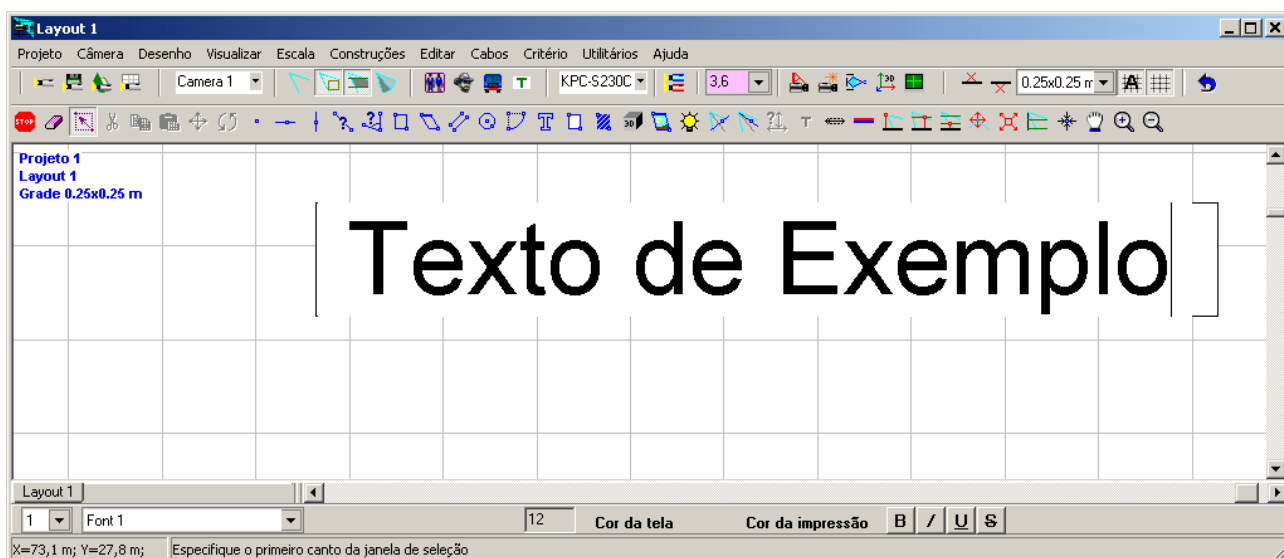 Layout 1
Projeto Câmera Desenho Visualizar Escala Construções Editar Cabos Critério Utilitários Ajuda
Camera 1 T KPC-S230C 3,6 0.25x0.25 m A
STOP ? ? T 3D T
Projeto 1
Layout 1
Grade 0.25x0.25 m
Texto de Exemplo
Layout 1
1 Font 1 12 Cor da tela Cor da impressão B I U S
X=73,1 m; Y=27,8 m; Especifique o primeiro canto da janela de seleção